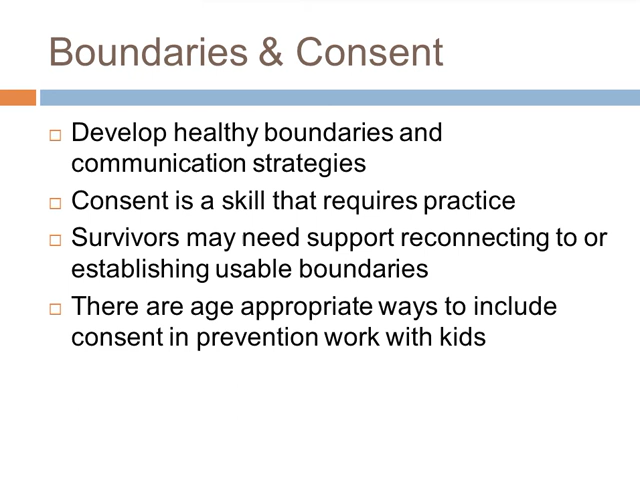 Boundaries & Consent
Develop healthy boundaries and
communication strategies
Consent is a skill that requires practice
Survivors may need support reconnecting to or
establishing usable boundaries
There are age appropriate ways to include
consent in prevention work with kids